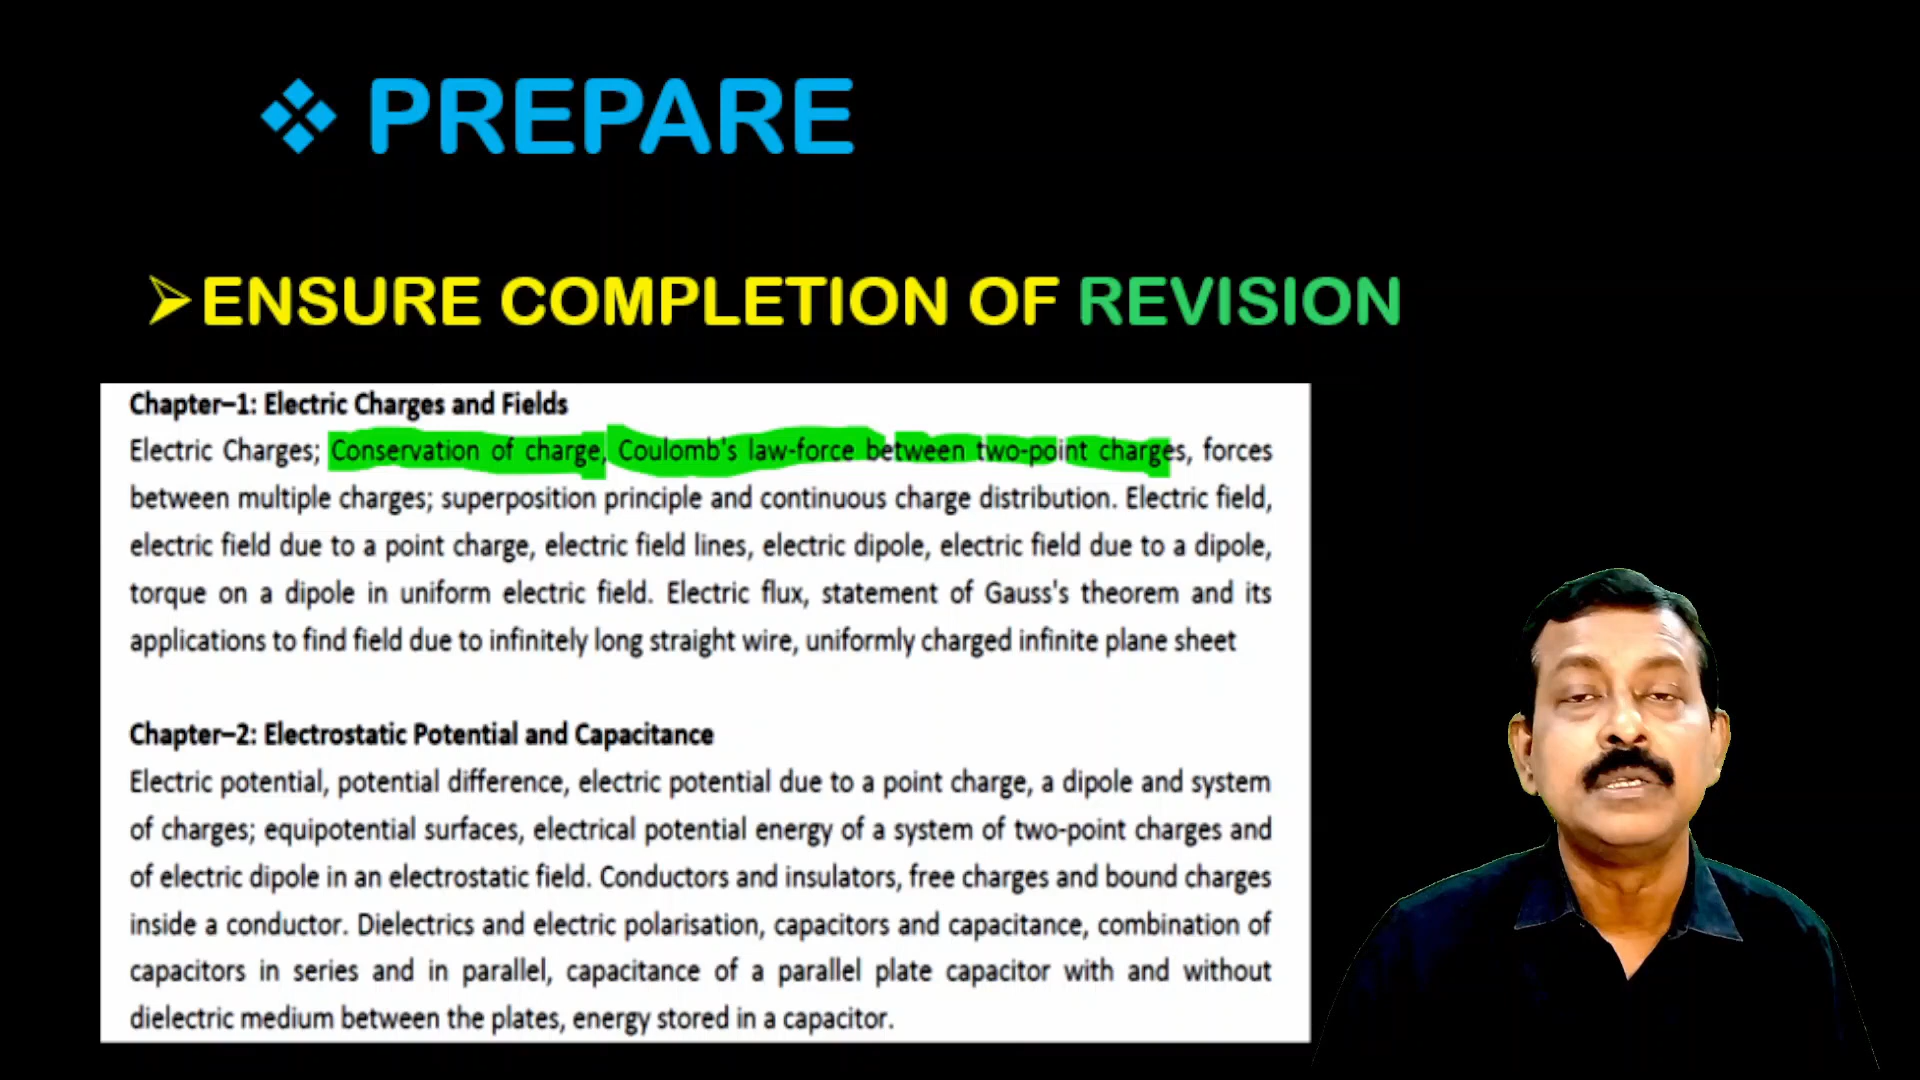 PREPARE
ENSURE COMPLETION OF REVISION
Chapter–1: Electric Charges and Fields
Electric Charges; Conservation of charge, Coulomb's law-force between two-point charges, forces
between multiple charges; superposition principle and continuous charge distribution. Electric field,
electric field due to a point charge, electric field lines, electric dipole, electric field due to a dipole,
torque on a dipole in uniform electric field. Electric flux, statement of Gauss's theorem and its
applications to find field due to infinitely long straight wire, uniformly charged infinite plane sheet
Chapter–2: Electrostatic Potential and Capacitance
Electric potential, potential difference, electric potential due to a point charge, a dipole and system
of charges; equipotential surfaces, electrical potential energy of a system of two-point charges and
of electric dipole in an electrostatic field. Conductors and insulators, free charges and bound charges
inside a conductor. Dielectrics and electric polarisation, capacitors and capacitance, combination of
capacitors in series and in parallel, capacitance of a parallel plate capacitor with and without
dielectric medium between the plates, energy stored in a capacitor.